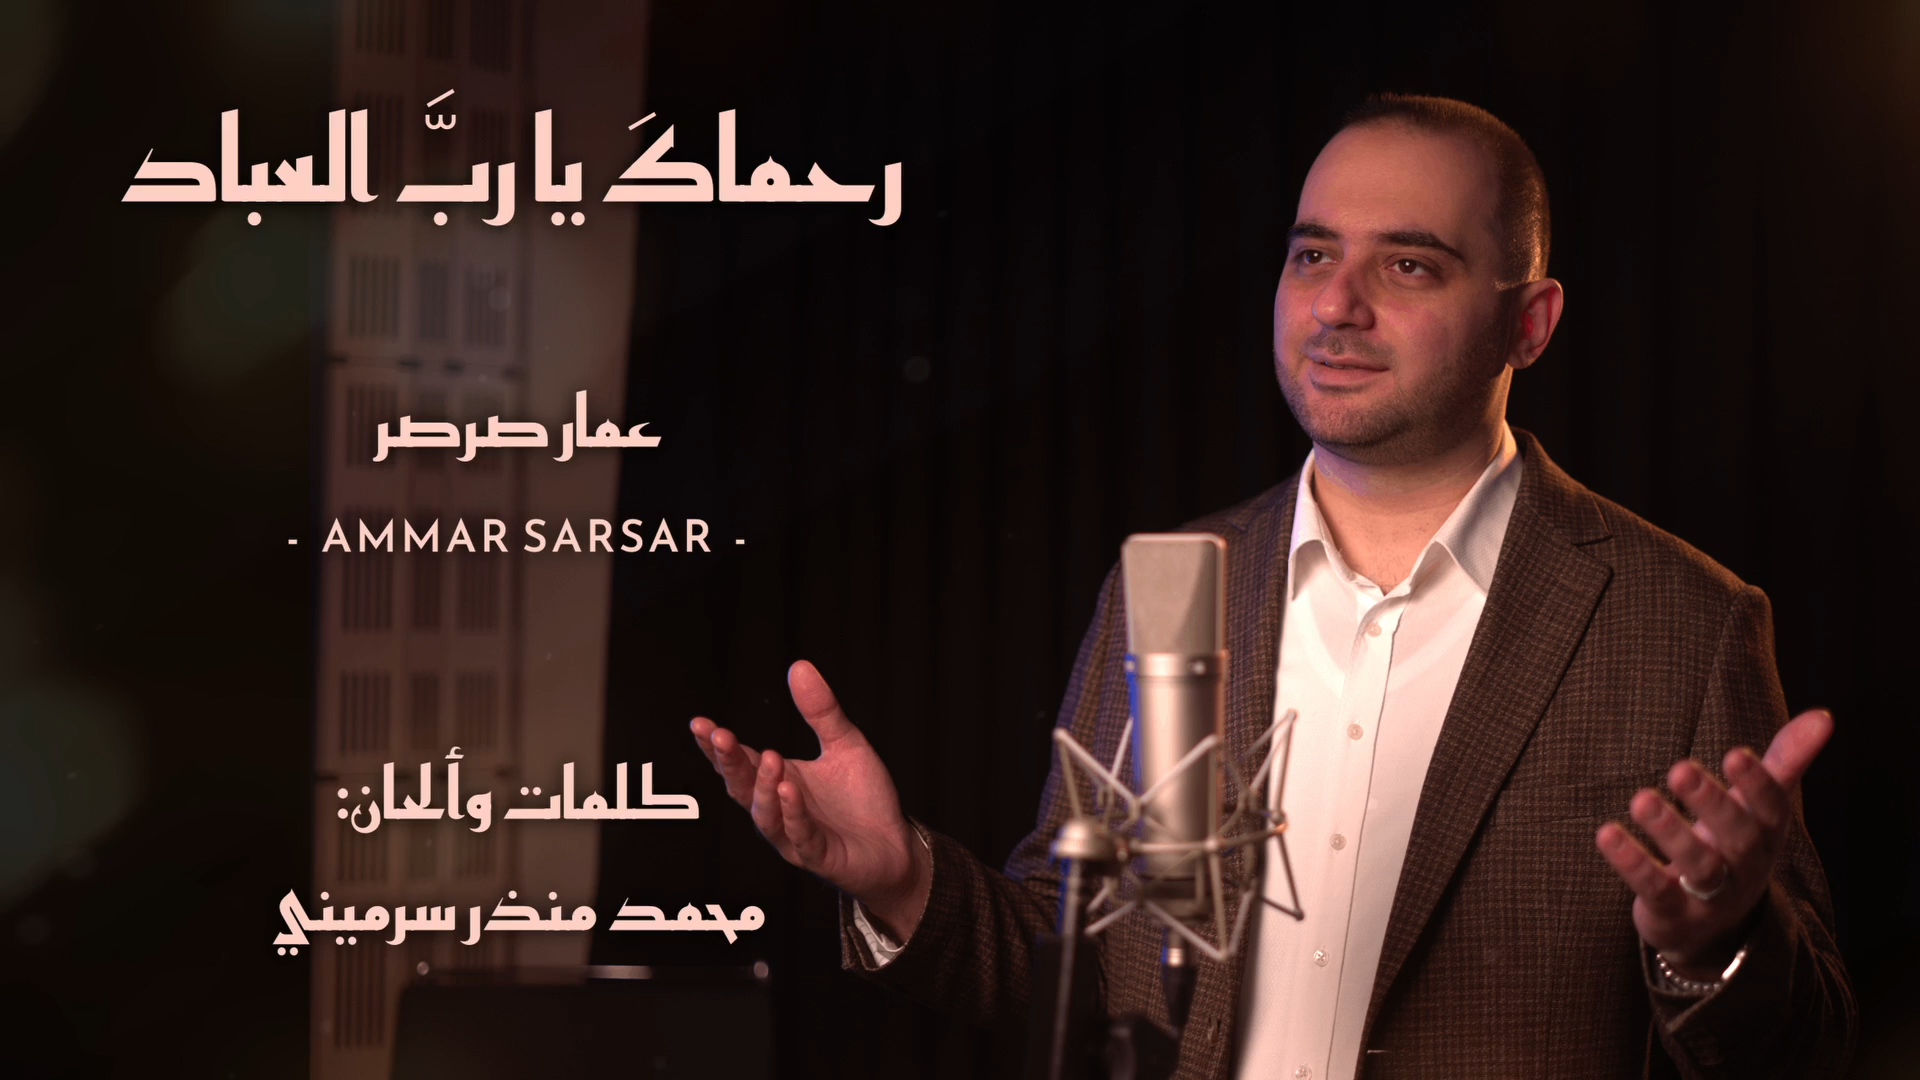 رحماكَ يا ربَّ العباد
عمار صرصر
- AMMAR SARSAR -
كلمات وألحان:
محمد منذر سرميني